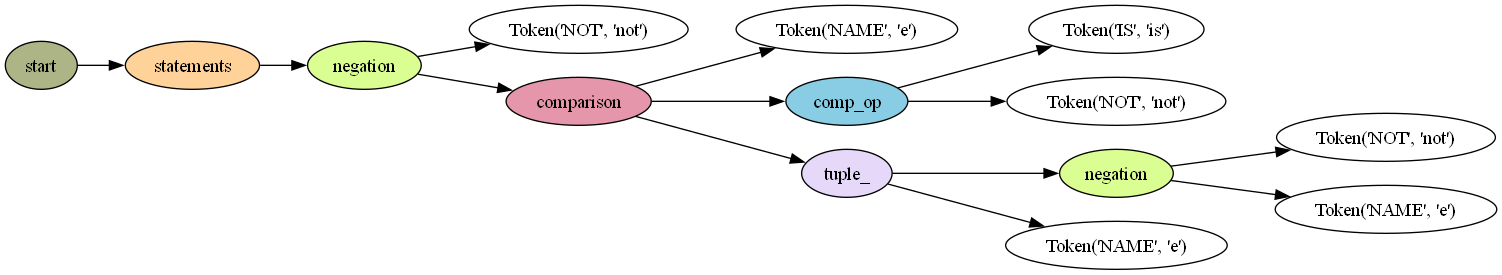 start
statements
negation
Token('NOT', 'not')
comparison
Token('NAME', 'e')
comp_op
Token('IS', 'is')
Token('NOT', 'not')
tuple_
negation
Token('NOT', 'not')
Token('NAME', 'e')
Token('NAME', 'e')